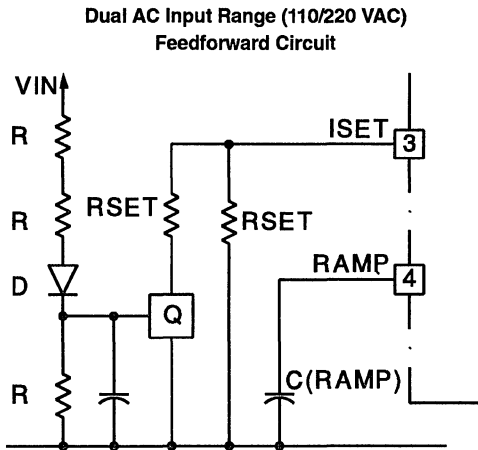 Dual AC Input Range (110/220 VAC)
Feedforward Circuit
VIN
R
ISET
3
R
RSET
RSET
RAMP
D
4
Q
R
C(RAMP)